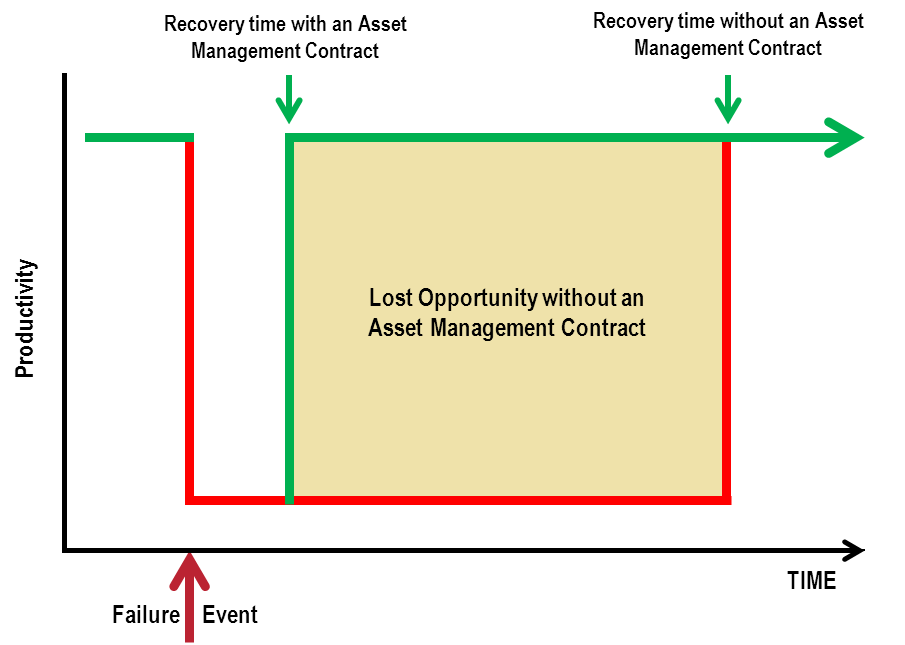 Recovery time with an Asset
Management Contract
Recovery time without an Asset
Management Contract
Productivity
Lost Opportunity without an
Asset Management Contract
TIME
Failure Event